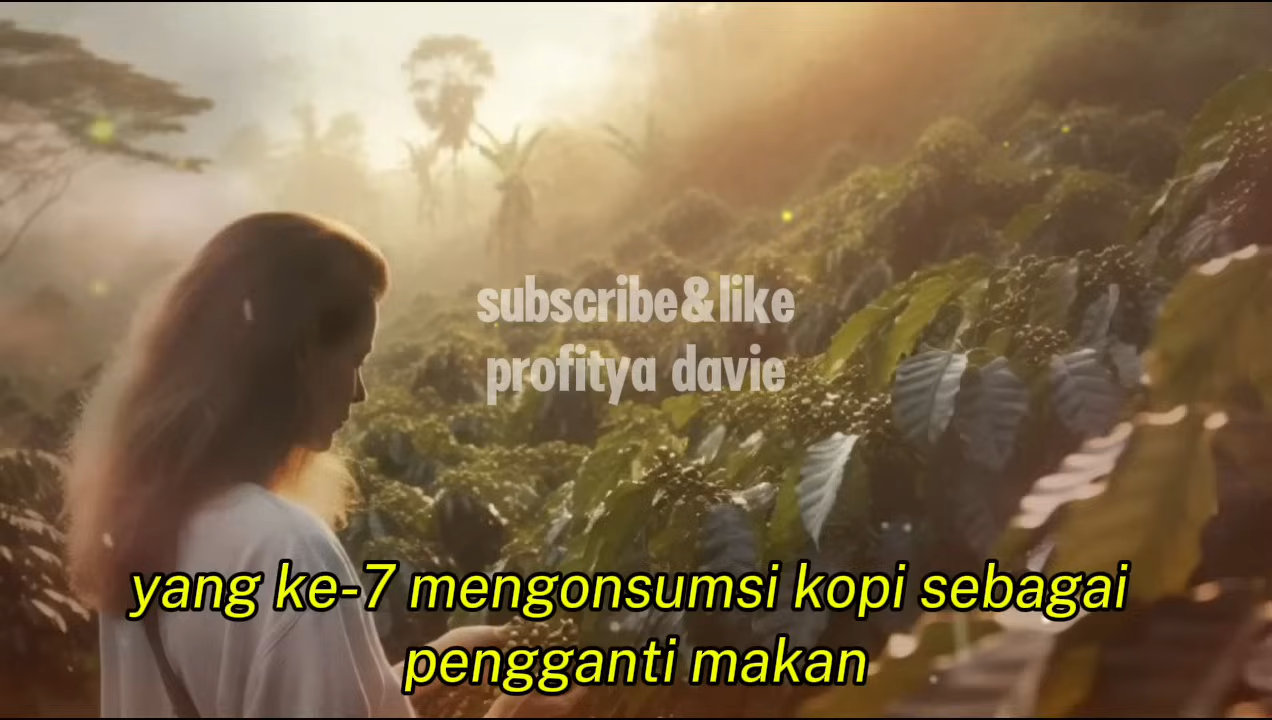 subscribe&like
profitya davie
yang ke-7 mengonsumsi kopi sebagai
pengganti makan